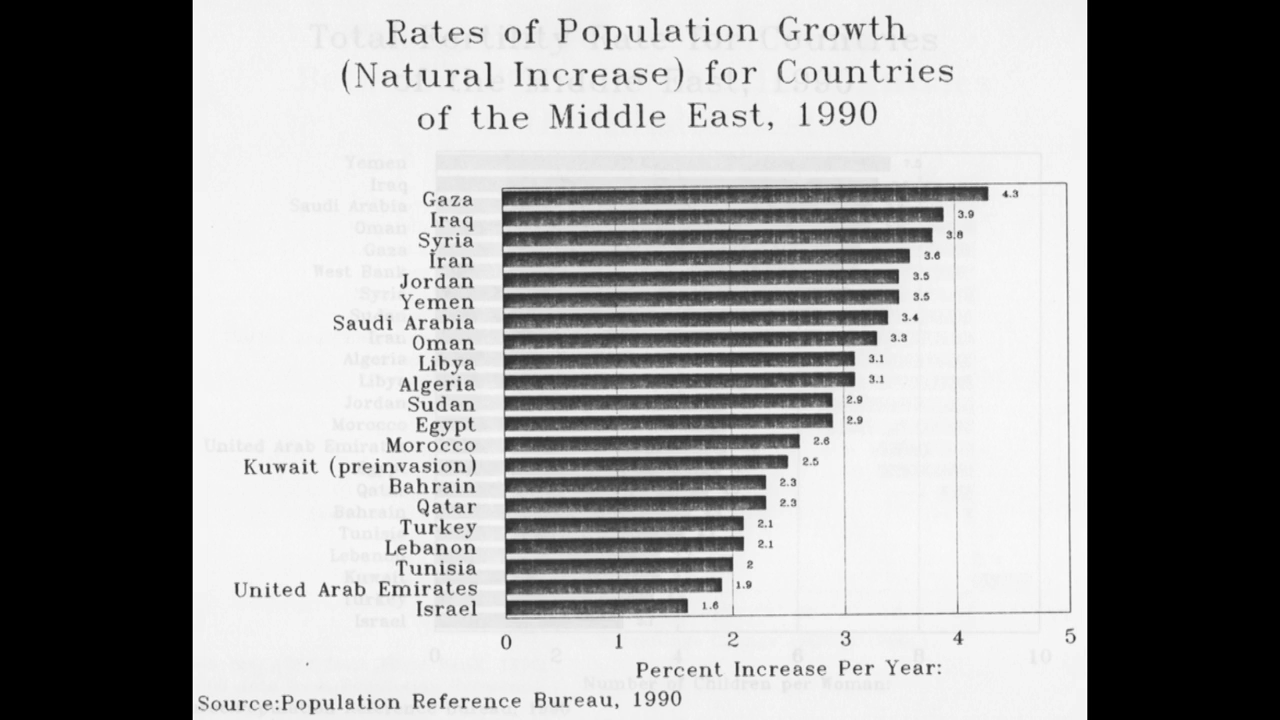 Rates of Population Growth
(Natural Increase) for Countries
of the Middle East, 1990
Gaza 4.3
Iraq 3.9
Syria 3.8
Iran 3.6
Jordan 3.5
Yemen 3.5
Saudi Arabia 3.4
Oman 3.3
Libya 3.1
Algeria 3.1
Sudan 2.9
Egypt 2.9
Morocco 2.6
Kuwait (preinvasion) 2.5
Bahrain 2.3
Qatar 2.3
Turkey 2.1
Lebanon 2.1
Tunisia 2
United Arab Emirates 1.9
Israel 1.6
0 1 2 3 4 5
Percent Increase Per Year:
Source:Population Reference Bureau, 1990